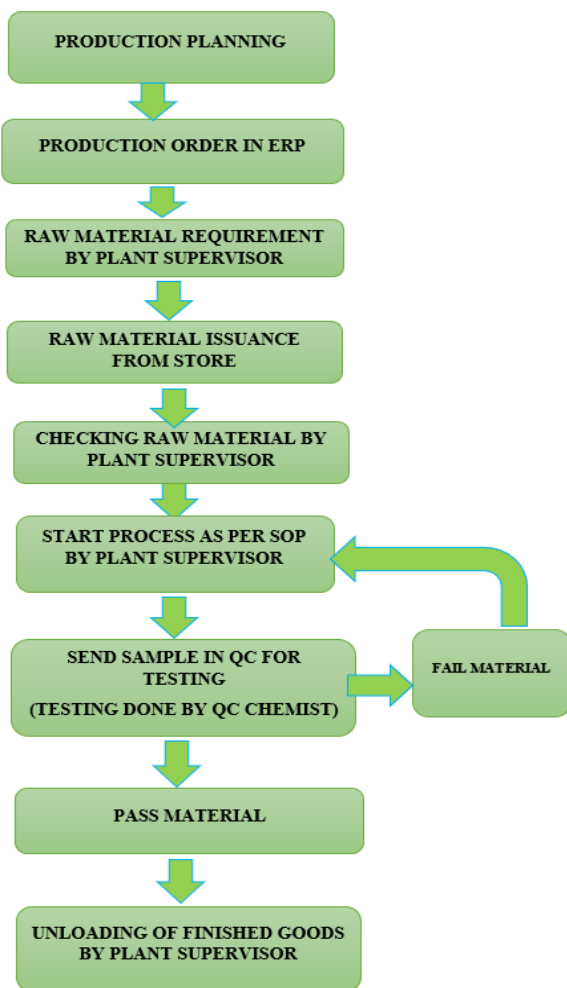 PRODUCTION PLANNING
PRODUCTION ORDER IN ERP
RAW MATERIAL REQUIREMENT
BY PLANT SUPERVISOR
RAW MATERIAL ISSUANCE
FROM STORE
CHECKING RAW MATERIAL BY
PLANT SUPERVISOR
START PROCESS AS PER SOP
BY PLANT SUPERVISOR
SEND SAMPLE IN QC FOR
TESTING
(TESTING DONE BY QC CHEMIST)
FAIL MATERIAL
PASS MATERIAL
UNLOADING OF FINISHED GOODS
BY PLANT SUPERVISOR